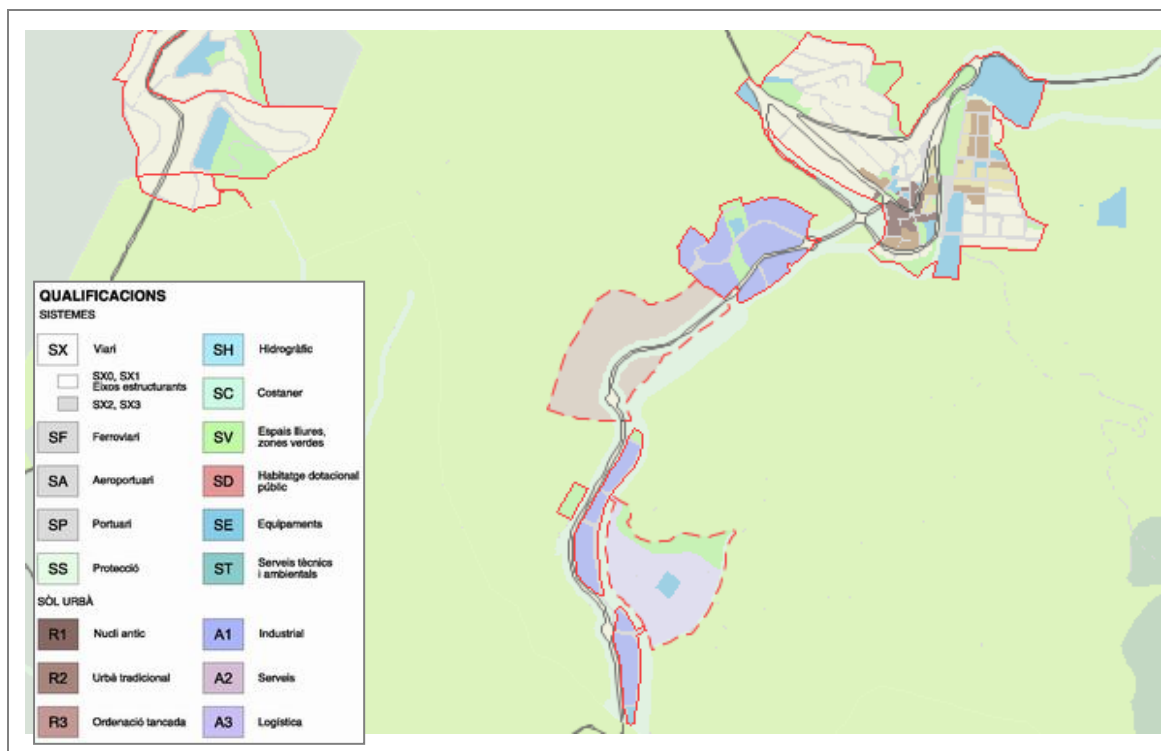 QUALIFICACIONS
SISTEMES
SX Viari
SX0, SX1
Eixos estructurants
SX2, SX3
SF Ferroviari
SA Aeroportuari
SP Portuari
SS Protecció
SH Hidrogràfic
SC Costaner
SV Espais lliures,
zones verdes
SD Habitatge dotacional
públic
SE Equipaments
ST Serveis tècnics
i ambientals
SÒL URBÀ
R1 Nucli antic
R2 Urbà tradicional
R3 Ordenació tancada
A1 Industrial
A2 Serveis
A3 Logística